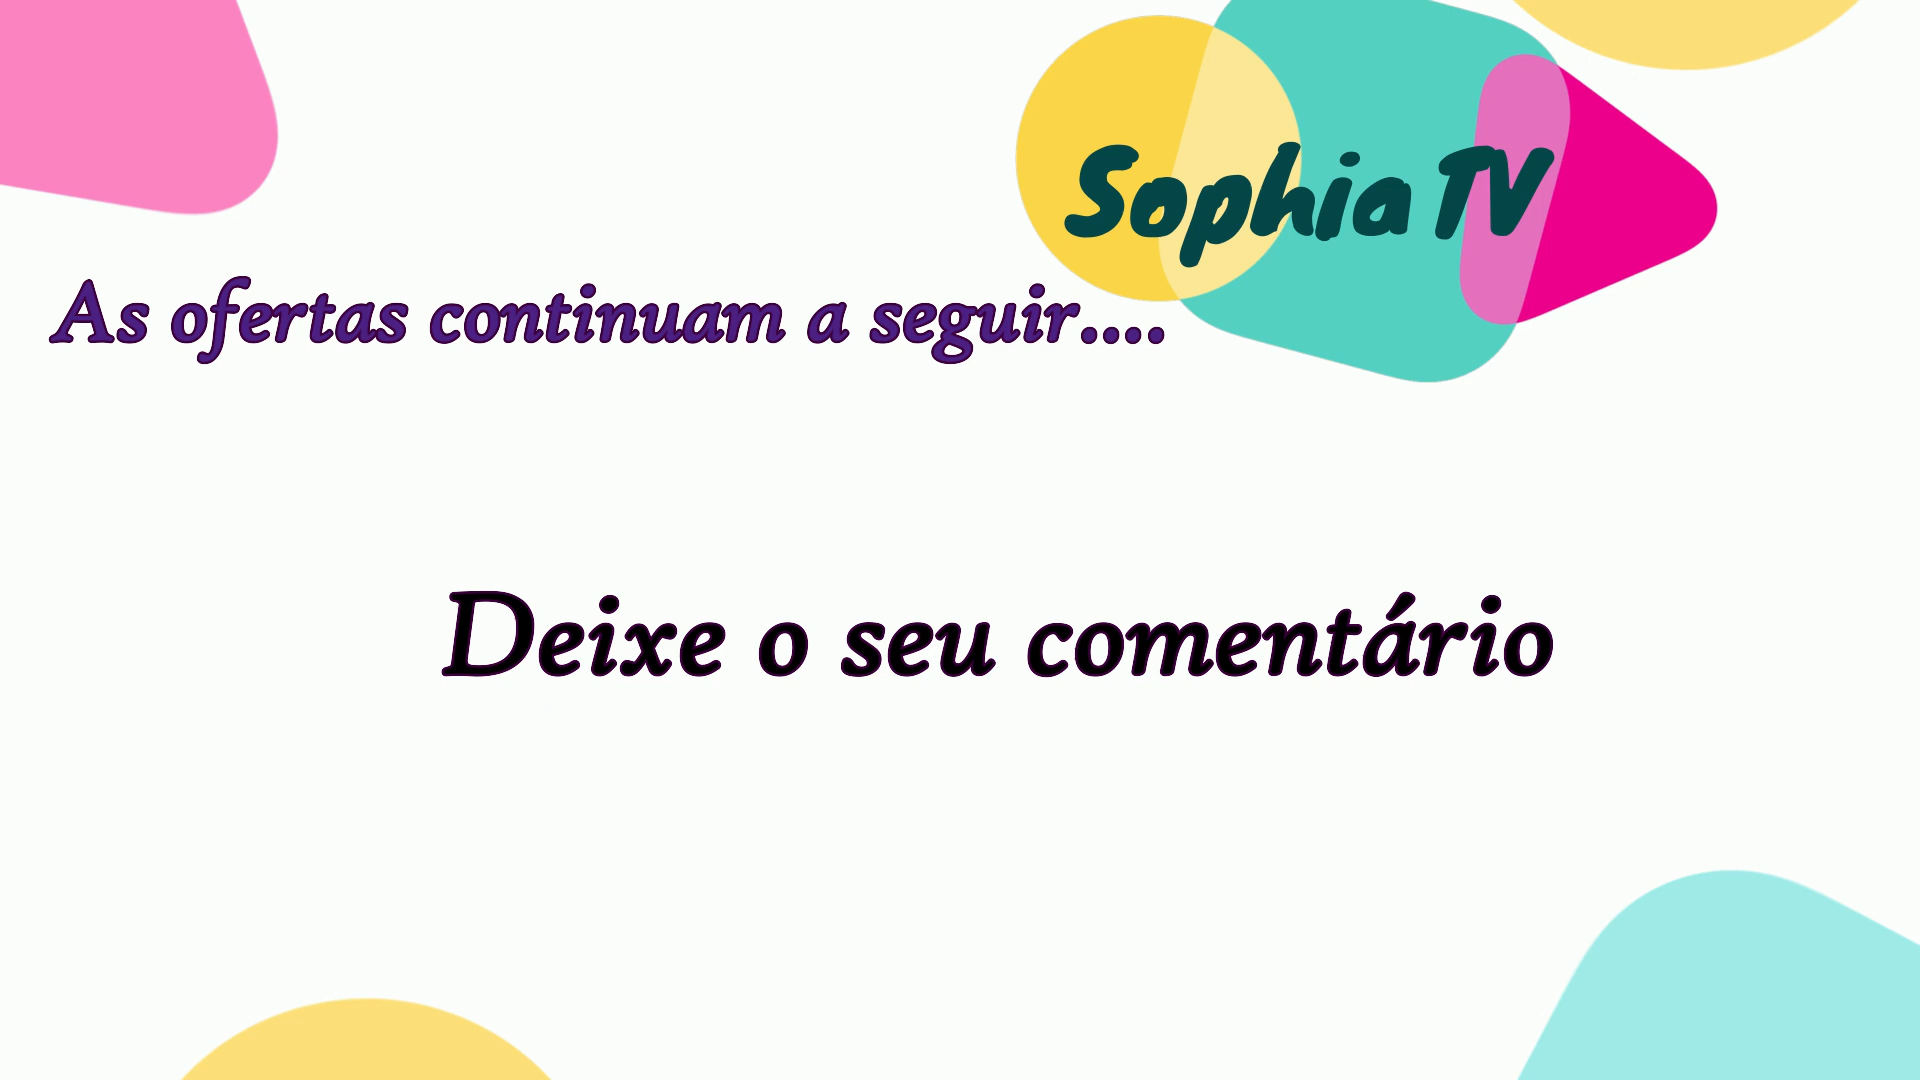 Sophia TV
As ofertas continuam a seguir....
Deixe o seu comentário